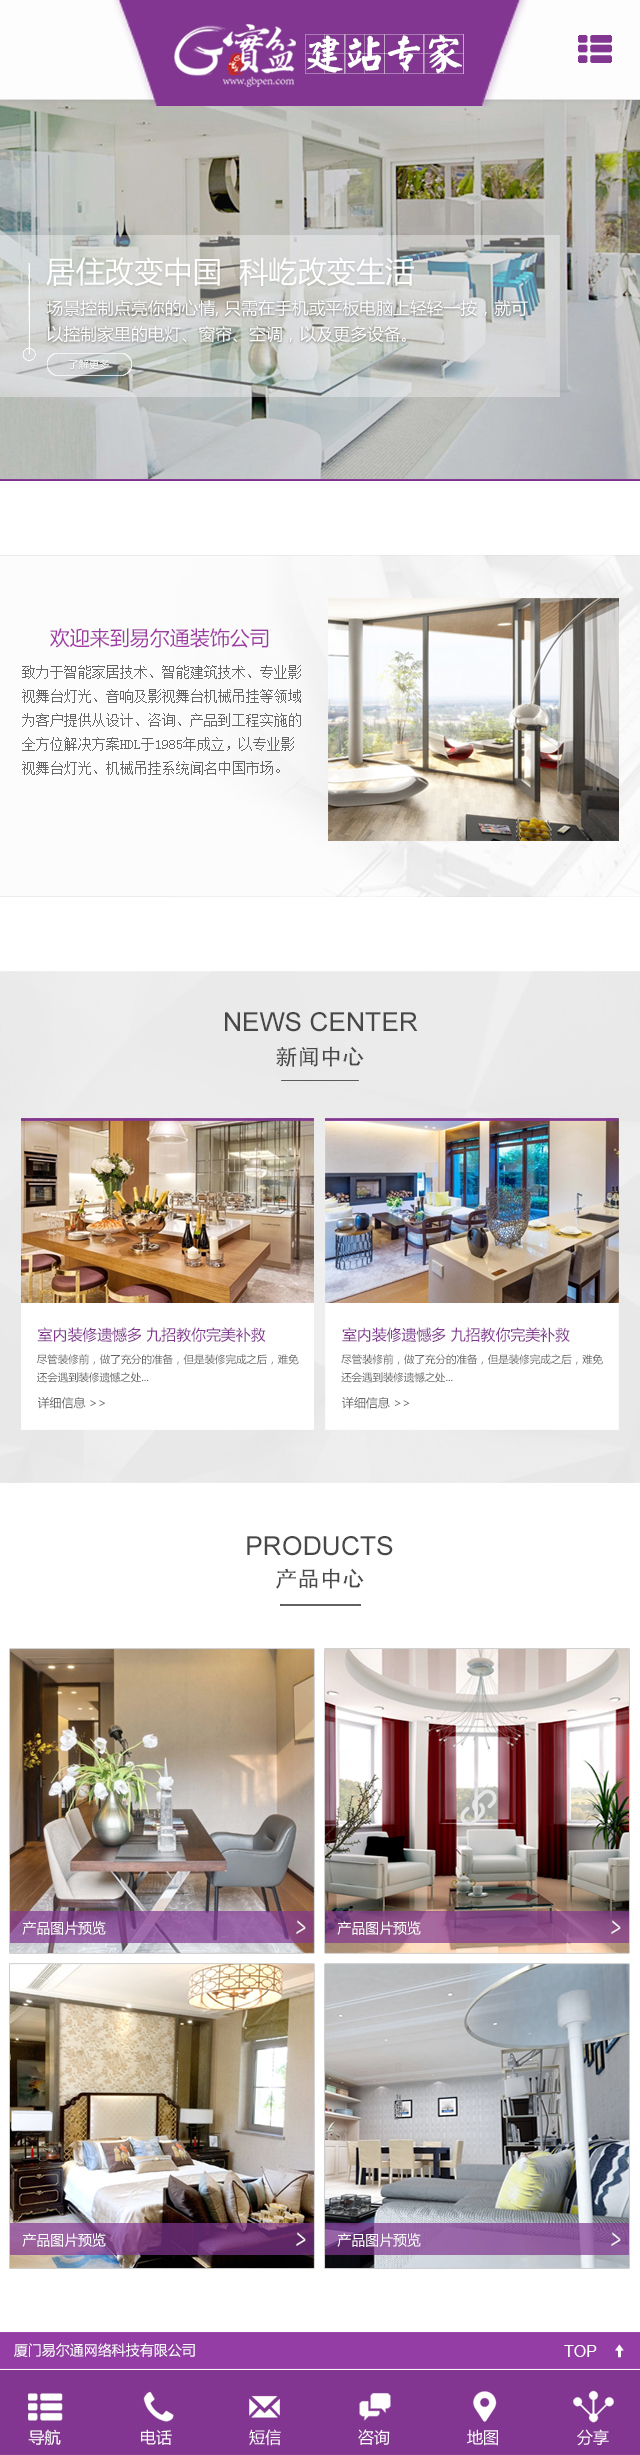 G寶盆 建站专家
www.gbpen.com
居住改变中国 科屹改变生活
场景控制点亮你的心情, 只需在手机或平板电脑上轻轻一按，就可
以控制家里的电灯、窗帘、空调，以及更多设备。
了解更多
欢迎来到易尔通装饰公司
致力于智能家居技术、智能建筑技术、专业影
视舞台灯光、音响及影视舞台机械吊挂等领域
为客户提供从设计、咨询、产品到工程实施的
全方位解决方案HDL于1985年成立，以专业影
视舞台灯光、机械吊挂系统闻名中国市场。
NEWS CENTER
新闻中心
室内装修遗憾多 九招教你完美补救
尽管装修前，做了充分的准备，但是装修完成之后，难免
还会遇到装修遗憾之处...
详细信息 >>
室内装修遗憾多 九招教你完美补救
尽管装修前，做了充分的准备，但是装修完成之后，难免
还会遇到装修遗憾之处...
详细信息 >>
PRODUCTS
产品中心
产品图片预览 >
产品图片预览 >
产品图片预览 >
产品图片预览 >
厦门易尔通网络科技有限公司 TOP
导航 电话 短信 咨询 地图 分享